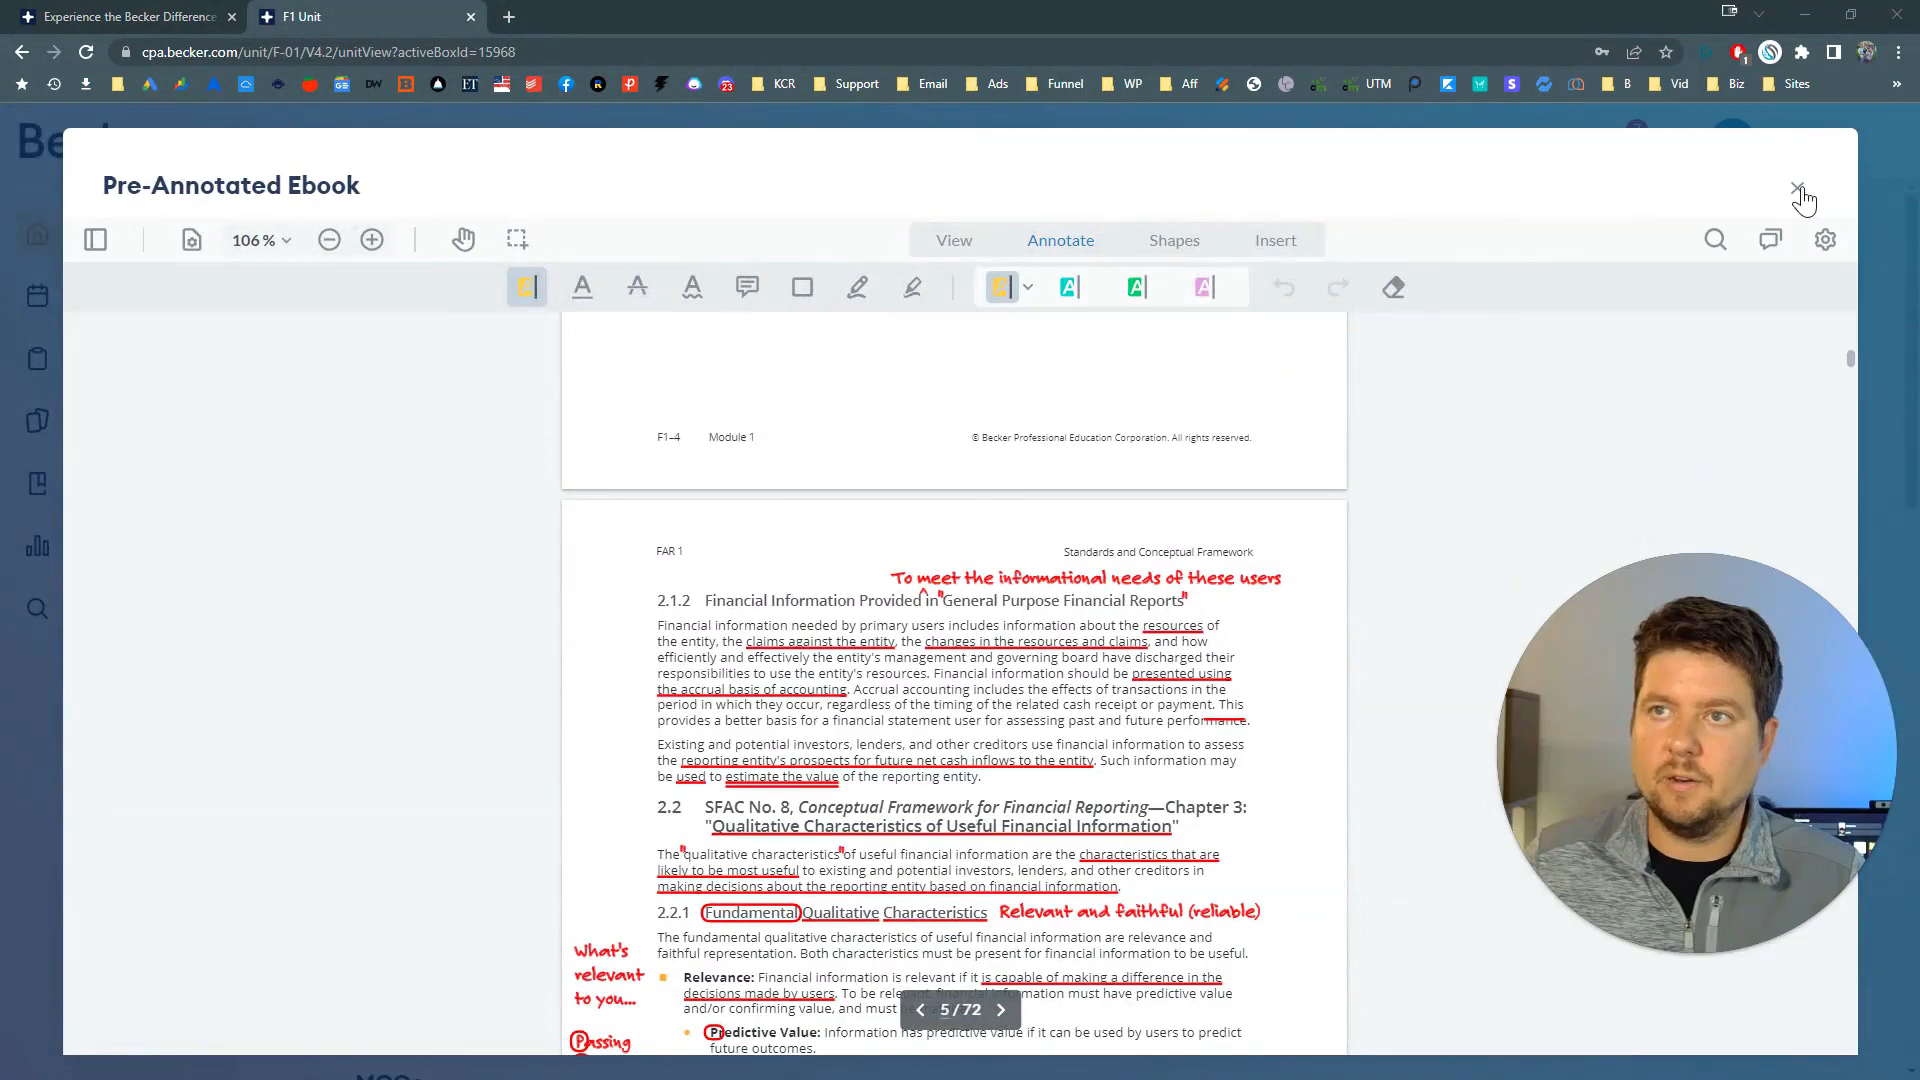 Experience the Becker Difference
F1 Unit
cpa.becker.com/unit/F-01/V4.2/unitView?activeBoxId=15968
DW
ET
23
KCR
Support
Email
Ads
Funnel
WP
Aff
UTM
B
Vid
Biz
Sites
Be
Pre-Annotated Ebook
106 %
View
Annotate
Shapes
Insert
F1–4 Module 1 © Becker Professional Education Corporation. All rights reserved.
FAR 1 Standards and Conceptual Framework
To meet the informational needs of these users
2.1.2 Financial Information Provided in "General Purpose Financial Reports"
Financial information needed by primary users includes information about the resources of
the entity, the claims against the entity, the changes in the resources and claims, and how
efficiently and effectively the entity's management and governing board have discharged their
responsibilities to use the entity's resources. Financial information should be presented using
the accrual basis of accounting. Accrual accounting includes the effects of transactions in the
period in which they occur, regardless of the timing of the related cash receipt or payment. This
provides a better basis for a financial statement user for assessing past and future performance.
Existing and potential investors, lenders, and other creditors use financial information to assess
the reporting entity's prospects for future net cash inflows to the entity. Such information may
be used to estimate the value of the reporting entity.
2.2 SFAC No. 8, Conceptual Framework for Financial Reporting—Chapter 3:
"Qualitative Characteristics of Useful Financial Information"
The "qualitative characteristics" of useful financial information are the characteristics that are
likely to be most useful to existing and potential investors, lenders, and other creditors in
making decisions about the reporting entity based on financial information.
2.2.1 Fundamental Qualitative Characteristics Relevant and faithful (reliable)
The fundamental qualitative characteristics of useful financial information are relevance and
faithful representation. Both characteristics must be present for financial information to be useful.
What's
relevant
to you...
Relevance: Financial information is relevant if it is capable of making a difference in the
decisions made by users. To be relevant, financial information must have predictive value
and/or confirming value, and must
5 / 72
Passing
Predictive Value: Information has predictive value if it can be used by users to predict
future outcomes.